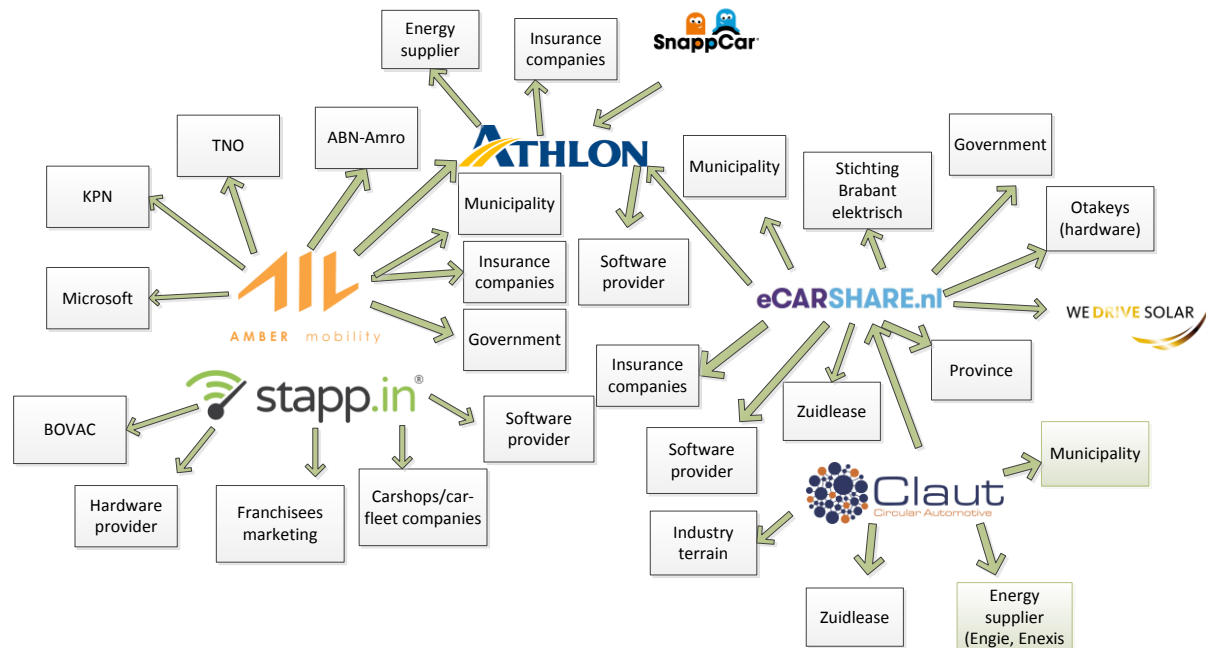 Energy
supplier
Insurance
companies
SnappCar
TNO
ABN-Amro
ATHLON
Municipality
Stichting
Brabant
elektrisch
Government
KPN
Municipality
Otakeys
(hardware)
Insurance
companies
Software
provider
Microsoft
AMBER mobility
eCARSHARE.nl
WE DRIVE SOLAR
Government
Insurance
companies
Province
stapp.in®
Zuidlease
BOVAC
Software
provider
Software
provider
Municipality
Hardware
provider
Franchisees
marketing
Carshops/car-
fleet companies
Claut
Circular Automotive
Industry
terrain
Zuidlease
Energy
supplier
(Engie, Enexis